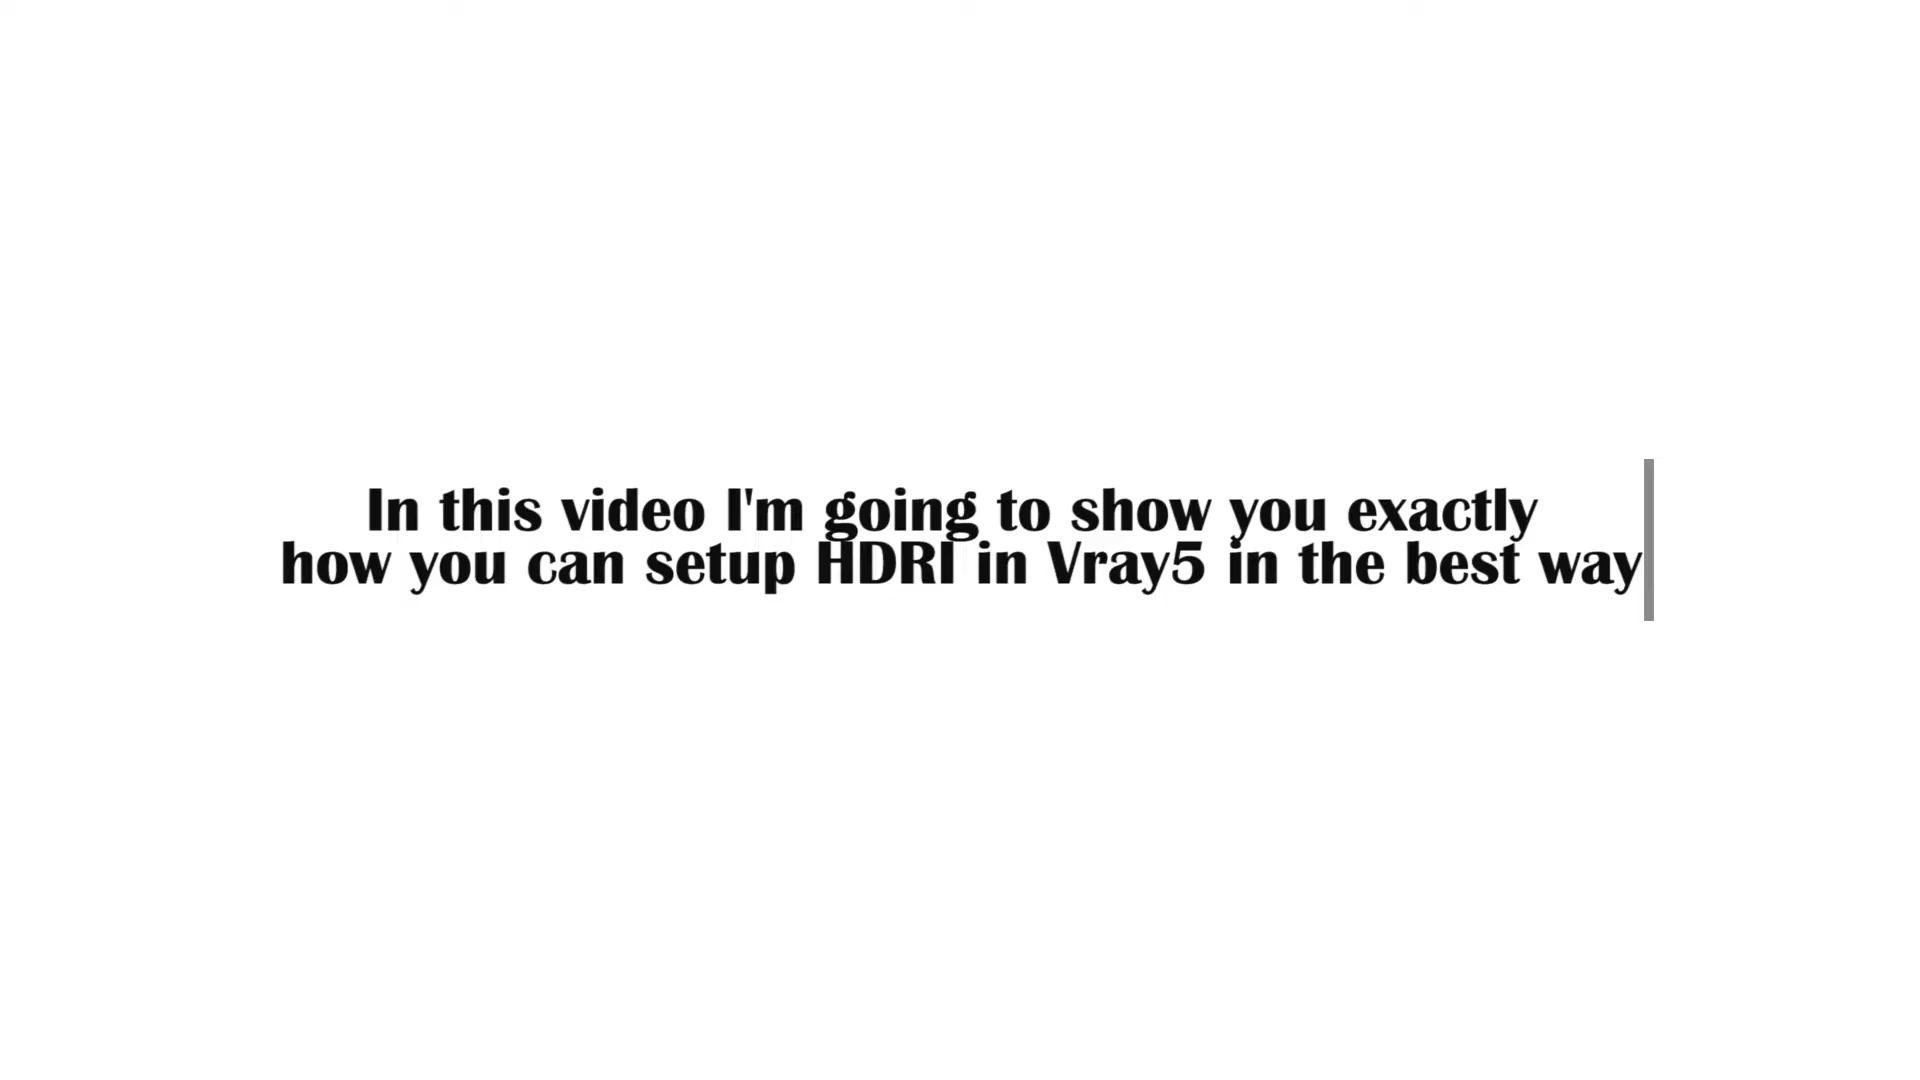 In this video I'm going to show you exactly
how you can setup HDRI in Vray5 in the best way